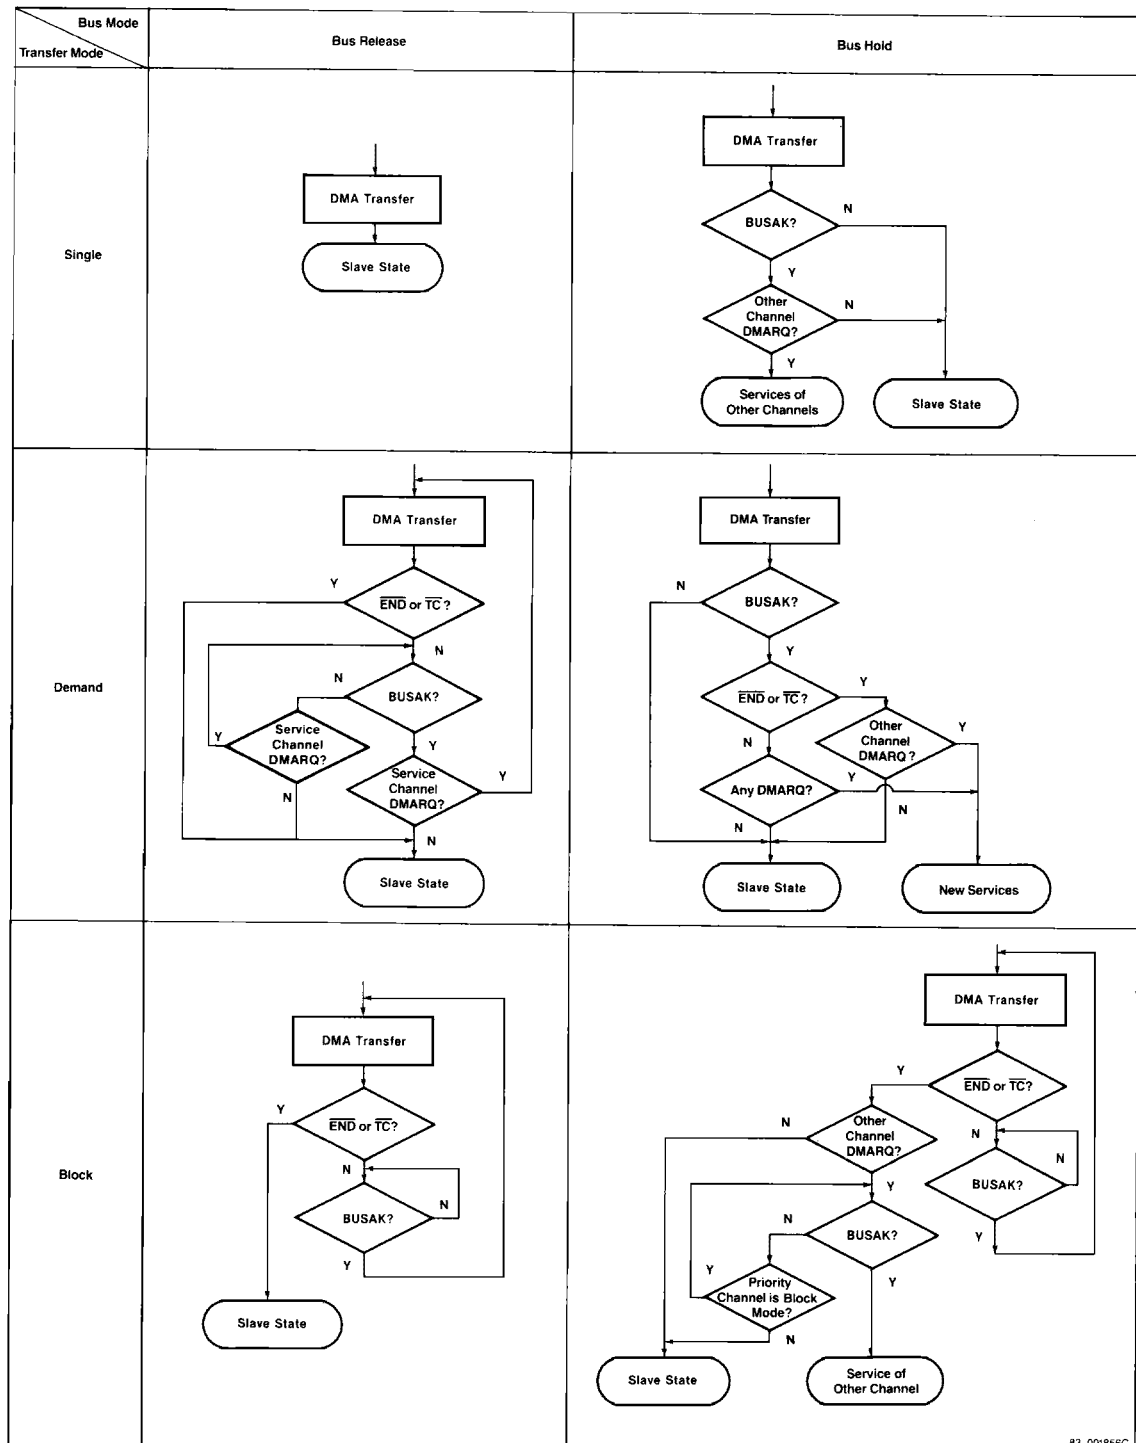 Bus Mode
Transfer Mode
Bus Release
Bus Hold
Single
DMA Transfer
Slave State
DMA Transfer
BUSAK?
N
Y
Other
Channel
DMARQ?
N
Y
Services of
Other Channels
Slave State
Demand
DMA Transfer
Y
END or TC?
N
N
BUSAK?
Y
Service
Channel
DMARQ?
N
Y
Service
Channel
DMARQ?
Y
N
Slave State
DMA Transfer
N
BUSAK?
Y
END or TC?
Y
N
Other
Channel
DMARQ?
Y
Any DMARQ?
Y
N
N
Slave State
New Services
Block
DMA Transfer
Y
END or TC?
N
BUSAK?
N
Y
Slave State
DMA Transfer
Y
END or TC?
N
N
BUSAK?
Y
N
Other
Channel
DMARQ?
Y
N
BUSAK?
Y
Y
Priority
Channel is Block
Mode?
N
Slave State
Service of
Other Channel
83-001856C